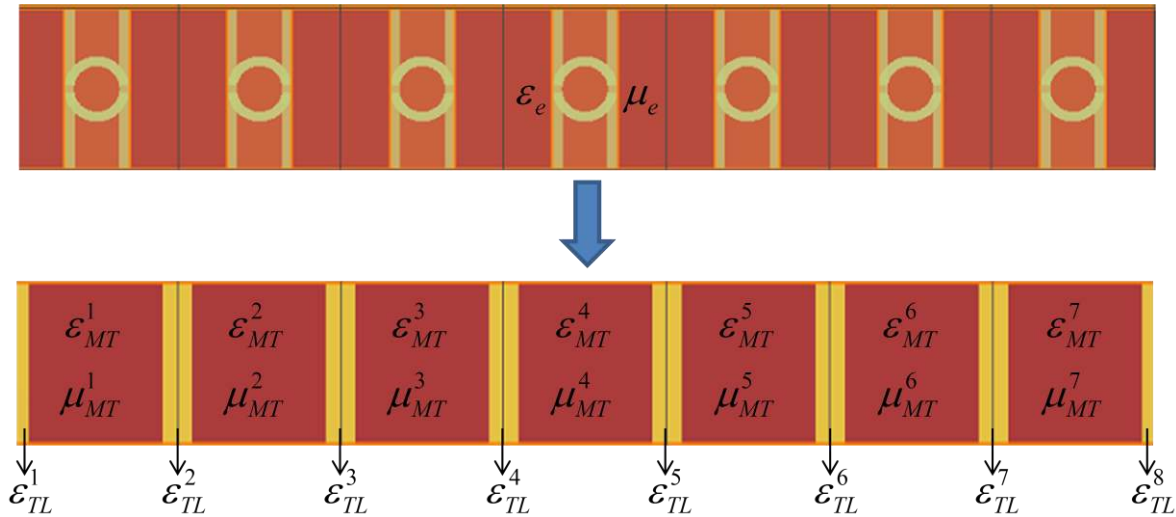 ε_e μ_e
ε_MT^1 ε_MT^2 ε_MT^3 ε_MT^4 ε_MT^5 ε_MT^6 ε_MT^7
μ_MT^1 μ_MT^2 μ_MT^3 μ_MT^4 μ_MT^5 μ_MT^6 μ_MT^7
ε_TL^1 ε_TL^2 ε_TL^3 ε_TL^4 ε_TL^5 ε_TL^6 ε_TL^7 ε_TL^8